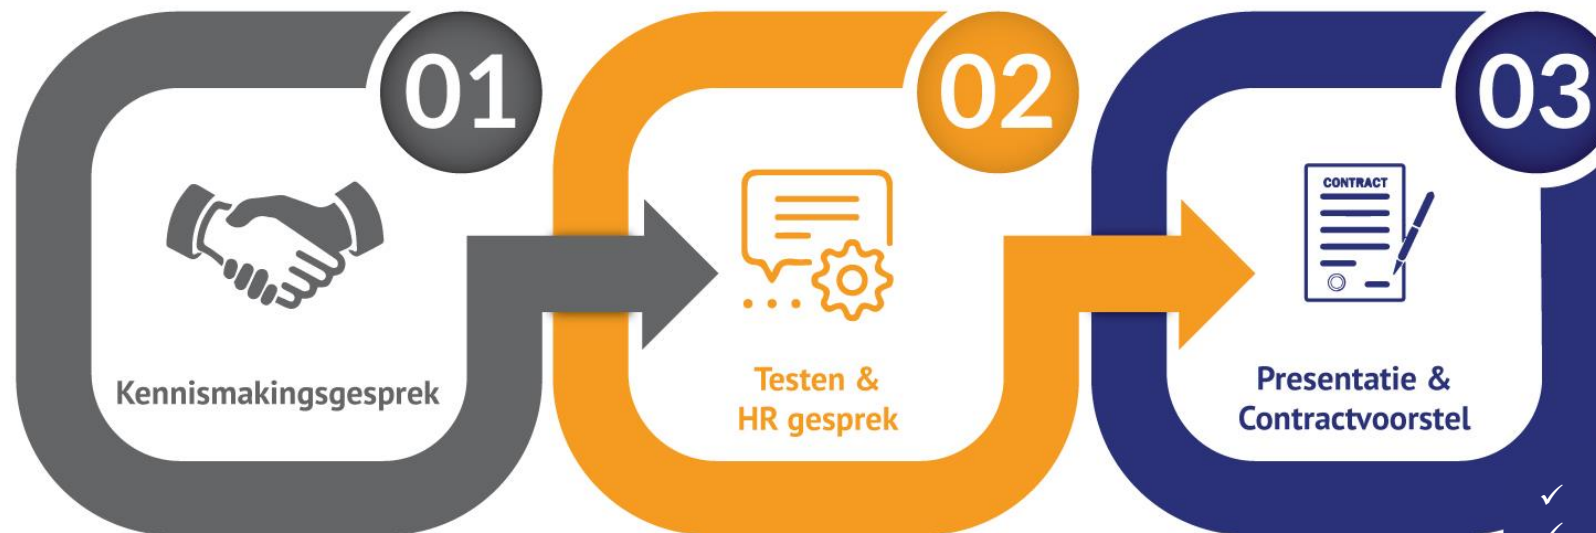 01
Kennismakingsgesprek
02
Testen &
HR gesprek
03
CONTRACT
Presentatie &
Contractvoorstel